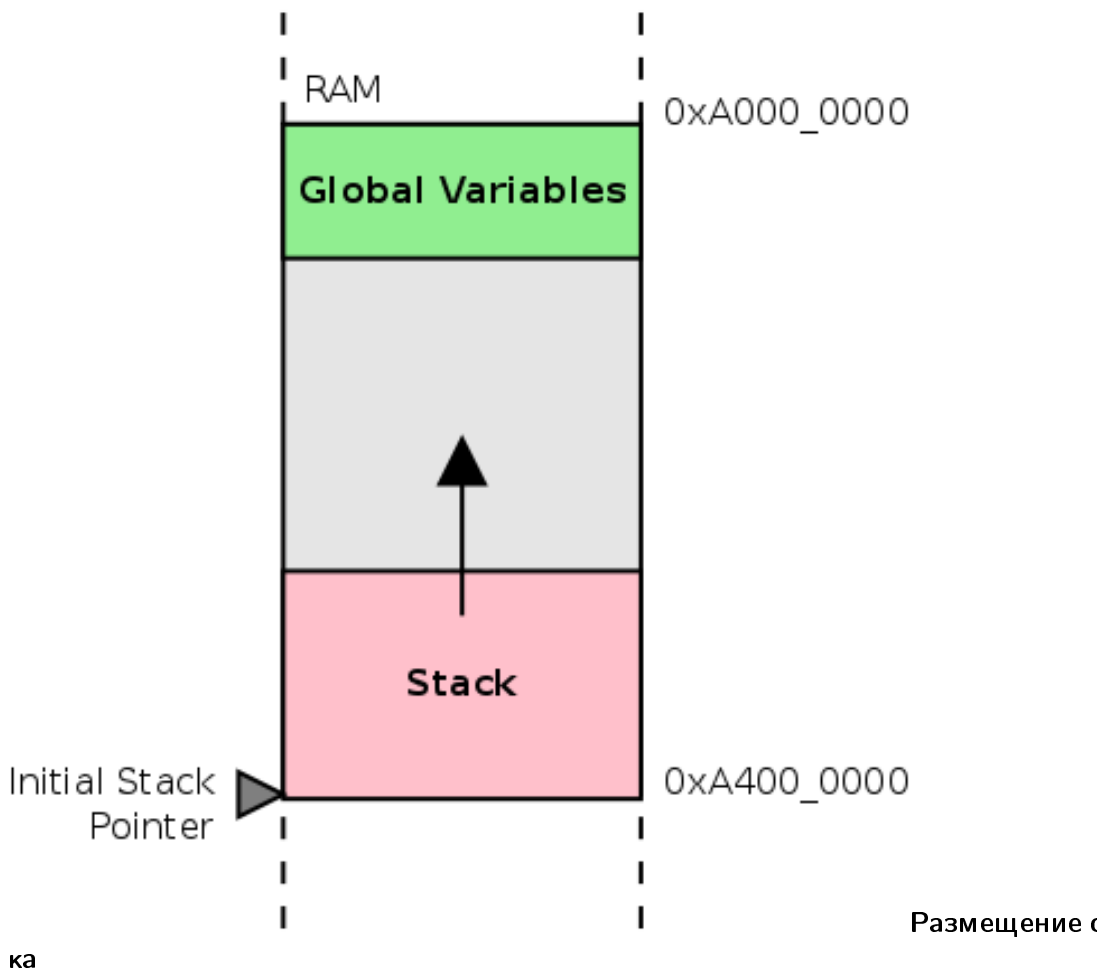 RAM
0xA000_0000
Global Variables
Stack
Initial Stack
Pointer
0xA400_0000
Размещение
ка